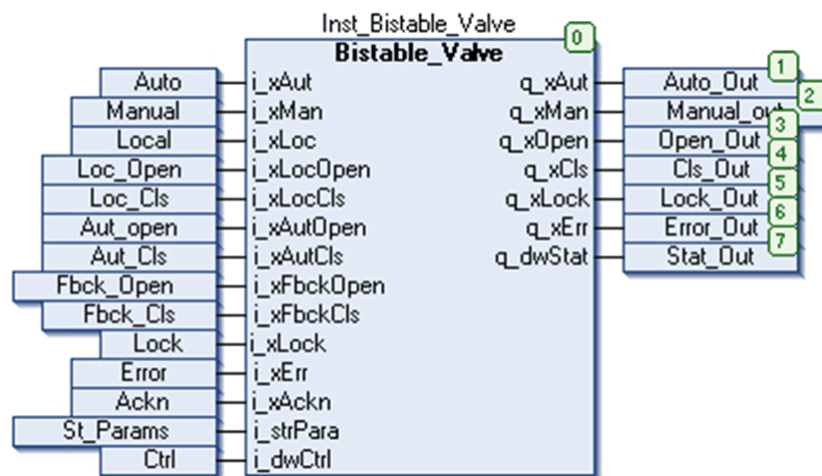 Inst_Bistable_Valve
0
Bistable_Valve
1
Auto i_xAut q_xAut Auto_Out
2
Manual i_xMan q_xMan Manual_out
3
Local i_xLoc q_xOpen Open_Out
4
Loc_Open i_xLocOpen q_xCls Cls_Out
5
Loc_Cls i_xLocCls q_xLock Lock_Out
6
Aut_open i_xAutOpen q_xErr Error_Out
7
Aut_Cls i_xAutCls q_dwStat Stat_Out
Fbck_Open i_xFbckOpen
Fbck_Cls i_xFbckCls
Lock i_xLock
Error i_xErr
Ackn i_xAckn
St_Params i_strPara
Ctrl i_dwCtrl